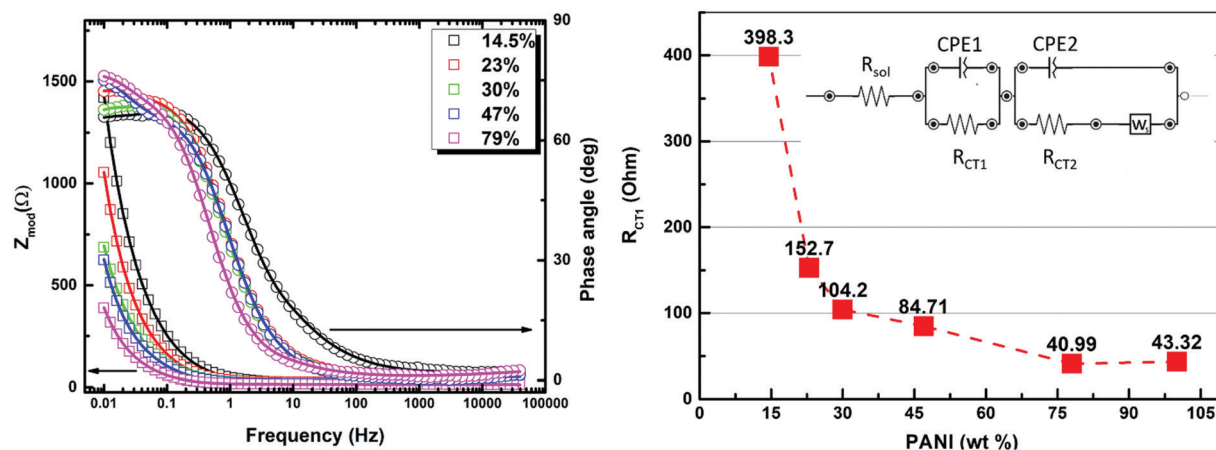 90
1500
1000
500
0
60
30
0
14.5%
23%
30%
47%
79%
Z_mod(Ω)
Phase angle (deg)
0.01 0.1 1 10 100 1000 10000 100000
Frequency (Hz)
400
300
200
100
0
R_CT1 (Ohm)
398.3
152.7
104.2
84.71
40.99
43.32
R_sol
CPE1
CPE2
R_CT1
R_CT2
0 15 30 45 60 75 90 105
PANI (wt %)